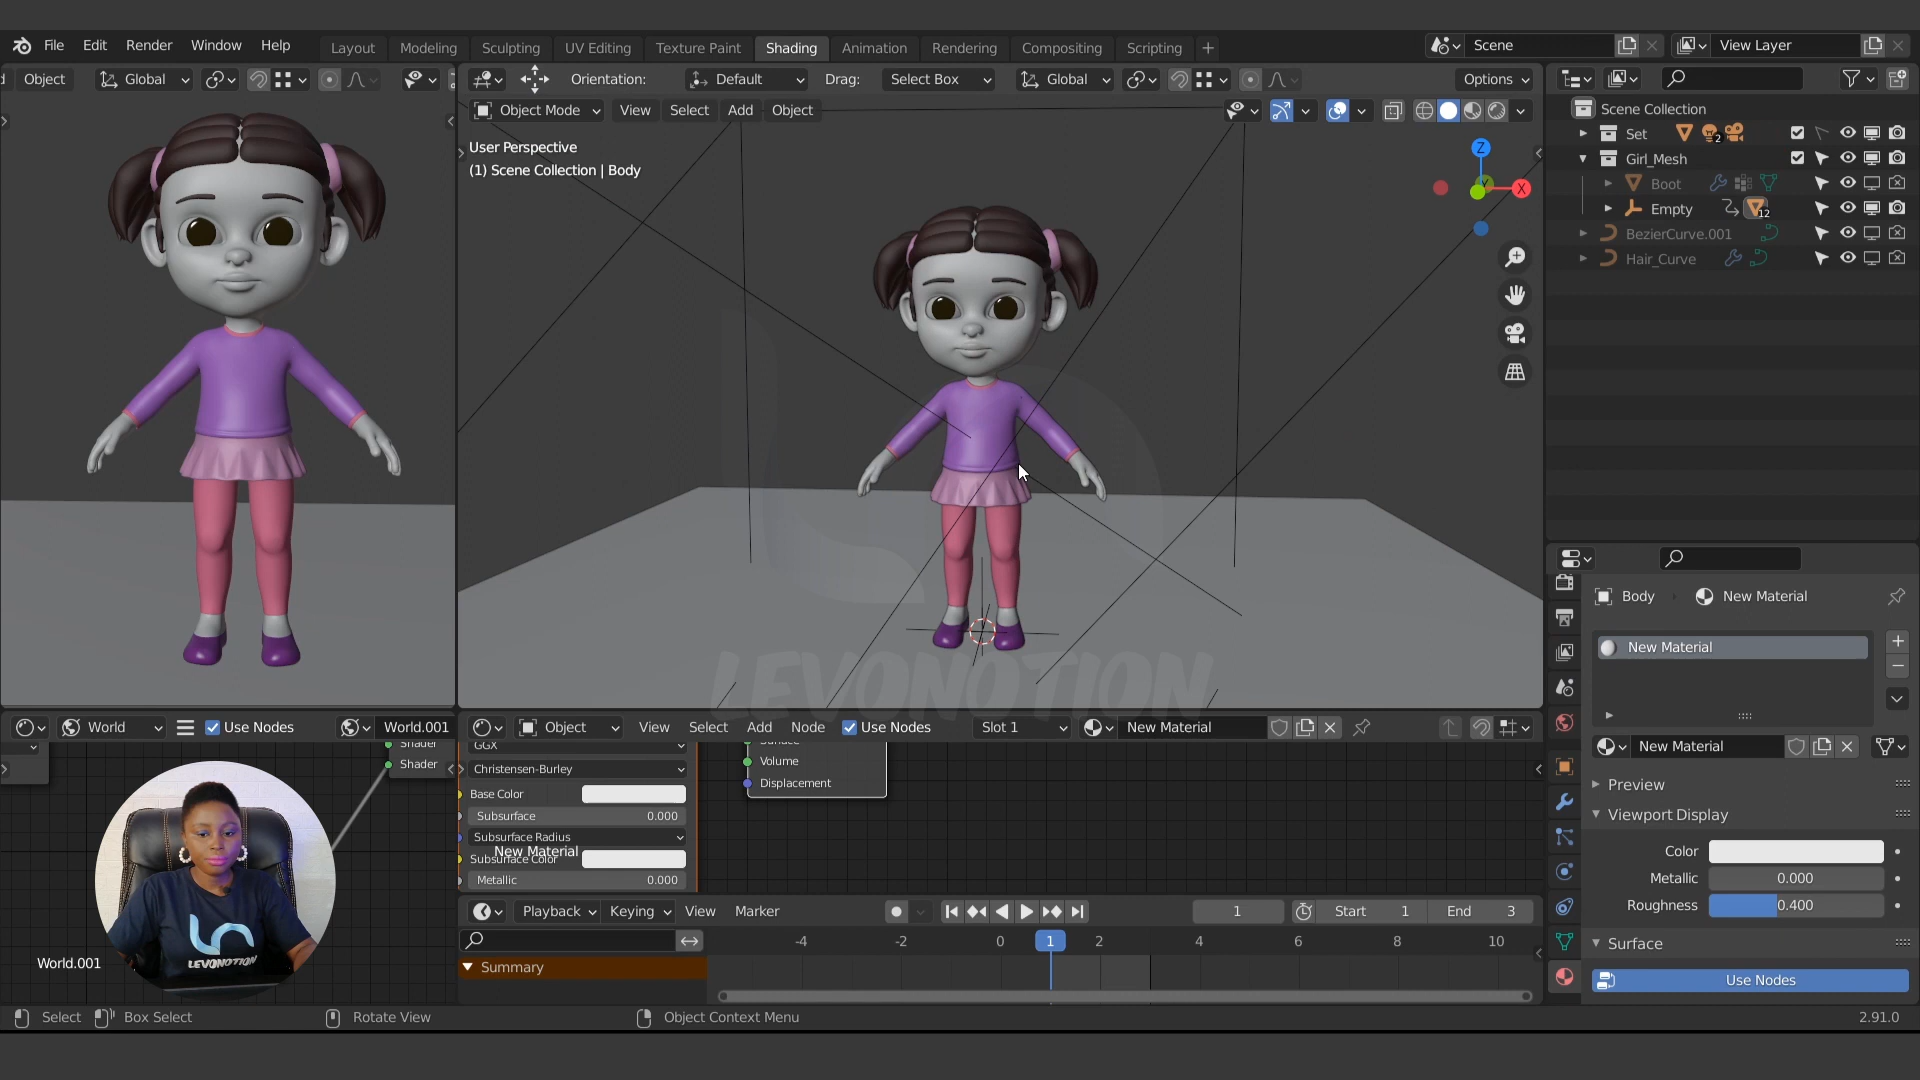 File Edit Render Window Help
Layout Modeling Sculpting UV Editing Texture Paint Shading Animation Rendering Compositing Scripting +
Scene
View Layer
Object Global
Orientation: Default Drag: Select Box Global Options
Object Mode View Select Add Object
User Perspective
(1) Scene Collection | Body
Z
X
Scene Collection
Set 2
Girl_Mesh
Boot
Empty 12
BezierCurve.001
Hair_Curve
LEVONOTION
Body New Material
New Material
New Material
Preview
Viewport Display
Color
Metallic 0.000
Roughness 0.400
Surface
Use Nodes
World Use Nodes World.001
Shader
Shader
LEVONOTION
World.001
Object View Select Add Node Use Nodes Slot 1 New Material
GGX
Christensen-Burley
Base Color
Subsurface 0.000
Subsurface Radius
Subsurface Color
New Material
Metallic 0.000
Surface
Volume
Displacement
Playback Keying View Marker
1 Start 1 End 3
-4 -2 0 1 2 4 6 8 10
Summary
Select Box Select Rotate View Object Context Menu
2.91.0